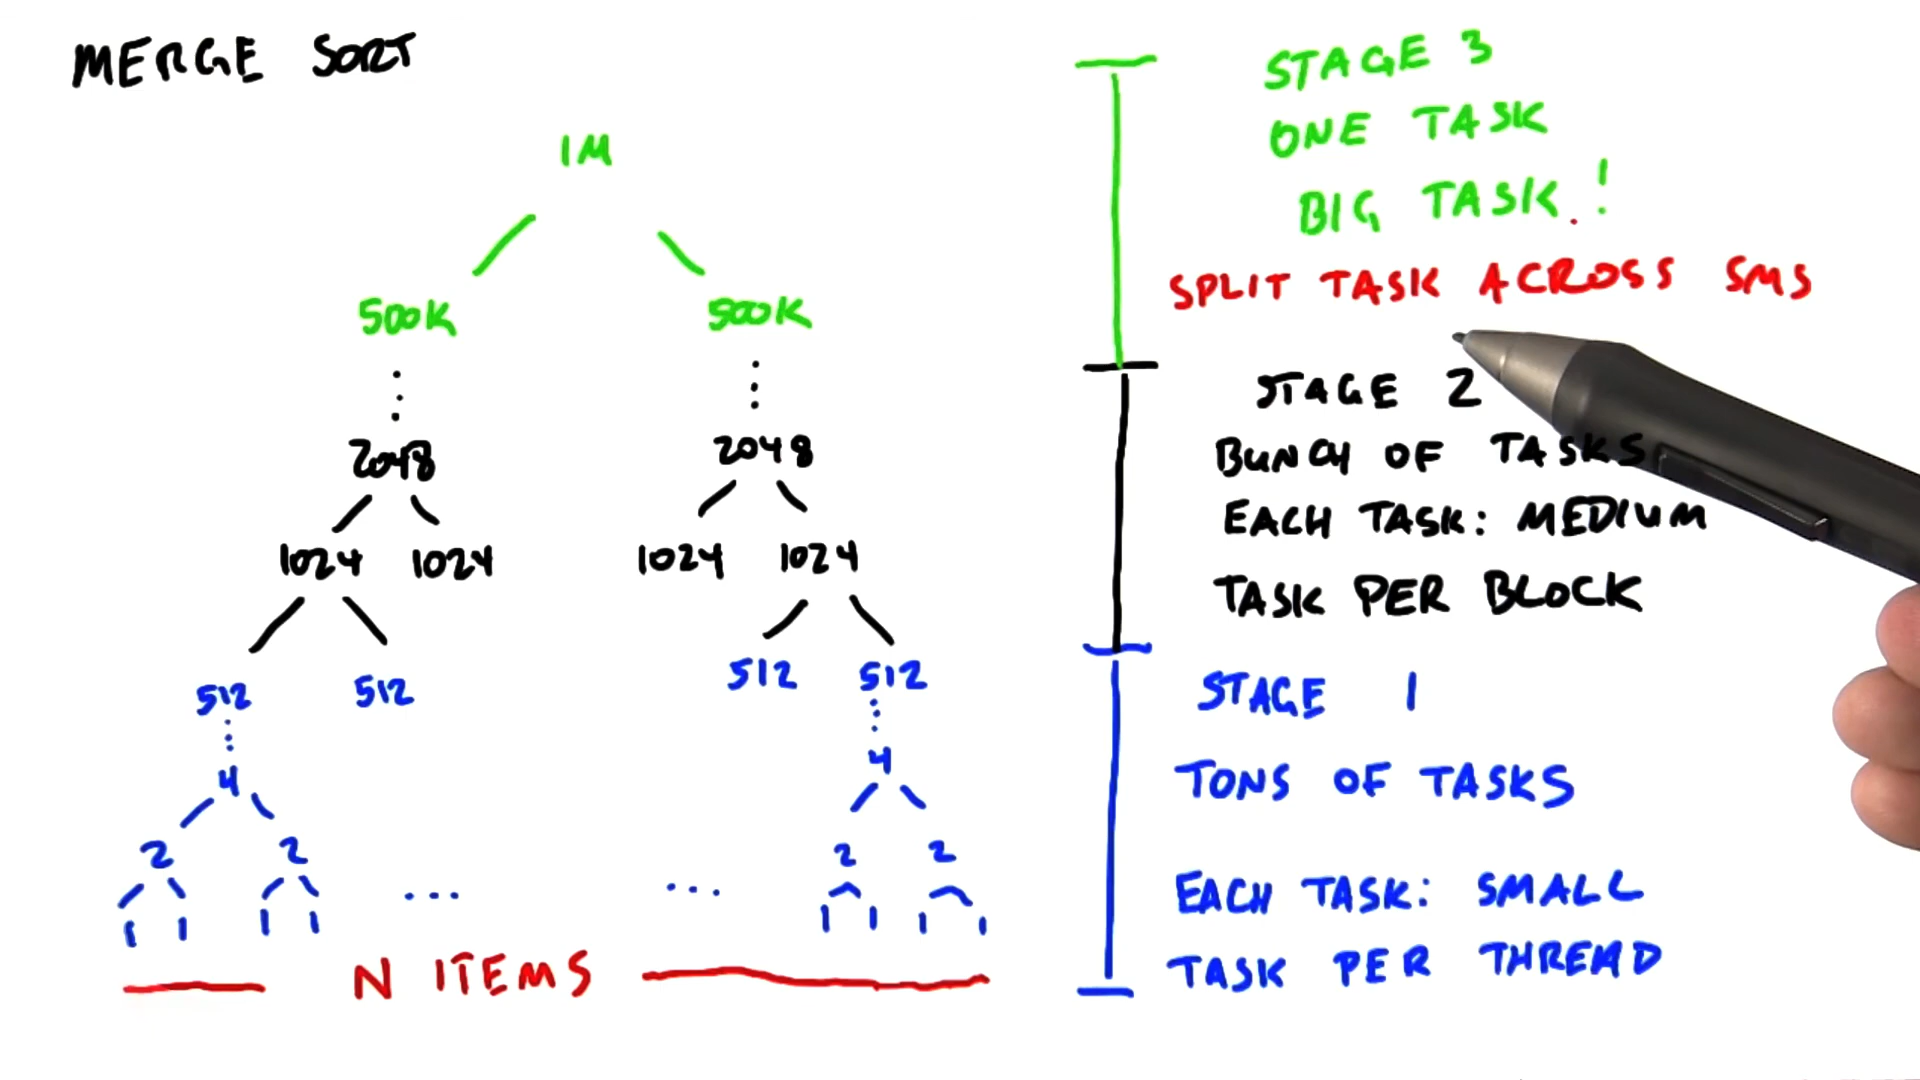 MERGE SORT
1M
500K 500K
2048 2048
1024 1024 1024 1024
512 512 512 512
4 4
2 2 2 2
1 1 1 1 ... ... 1 1 1 1
N ITEMS
STAGE 3
ONE TASK
BIG TASK!
SPLIT TASK ACROSS SMS
STAGE 2
BUNCH OF TASKS
EACH TASK: MEDIUM
TASK PER BLOCK
STAGE 1
TONS OF TASKS
EACH TASK: SMALL
TASK PER THREAD